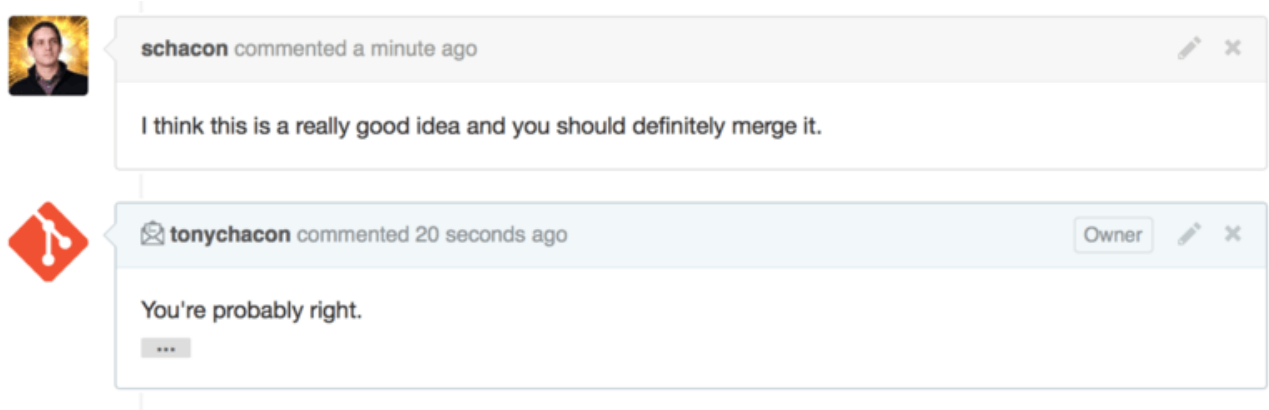 schacon commented a minute ago
I think this is a really good idea and you should definitely merge it.
tonychacon commented 20 seconds ago Owner
You're probably right.
...